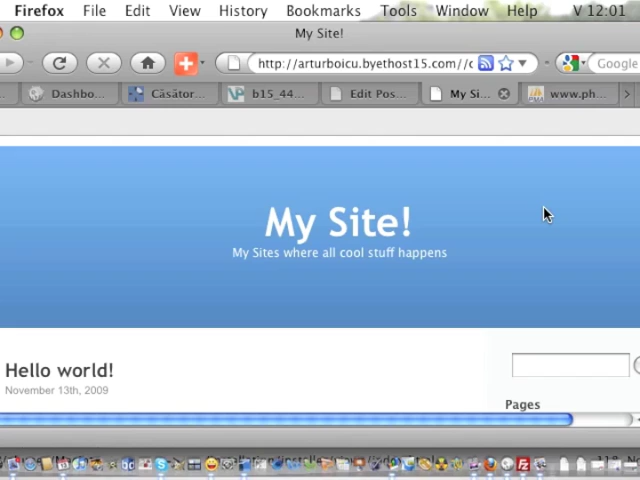 Firefox File Edit View History Bookmarks Tools Window Help V 12:01
My Site!
http://arturboicu.byethost15.com//c Google
Dashbo... Căsător... b15_44... Edit Pos... My Si... www.ph...
My Site!
My Sites where all cool stuff happens
Hello world!
November 13th, 2009
Pages